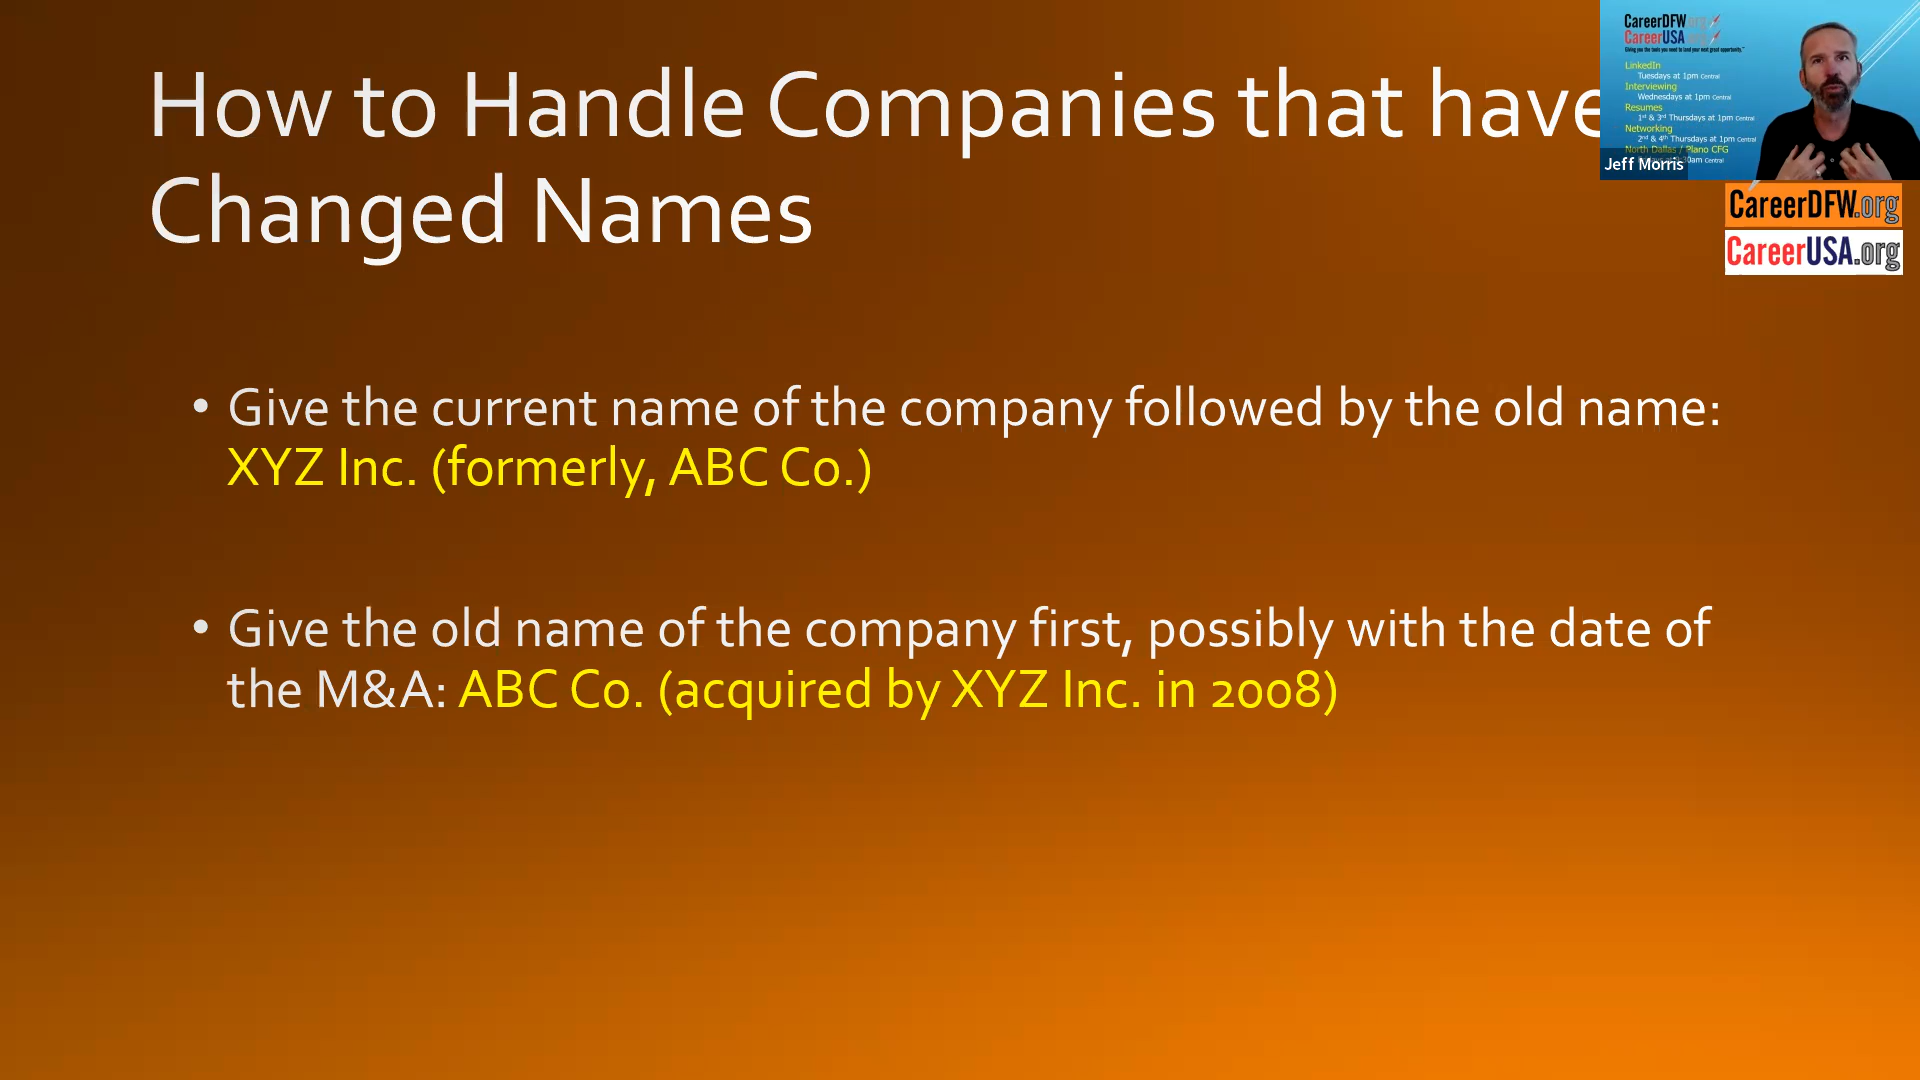 How to Handle Companies that have
Changed Names
• Give the current name of the company followed by the old name:
XYZ Inc. (formerly, ABC Co.)
• Give the old name of the company first, possibly with the date of
the M&A: ABC Co. (acquired by XYZ Inc. in 2008)
CareerDFW.org
CareerUSA.org
Giving you the tools you need to land your next great opportunity.™
LinkedIn
Tuesdays at 1pm Central
Interviewing
Wednesdays at 1pm Central
Resumes
1st & 3rd Thursdays at 1pm Central
Networking
2nd & 4th Thursdays at 1pm Central
North Dallas / Plano CFG
30am Central
Jeff Morris
CareerDFW.org
CareerUSA.org